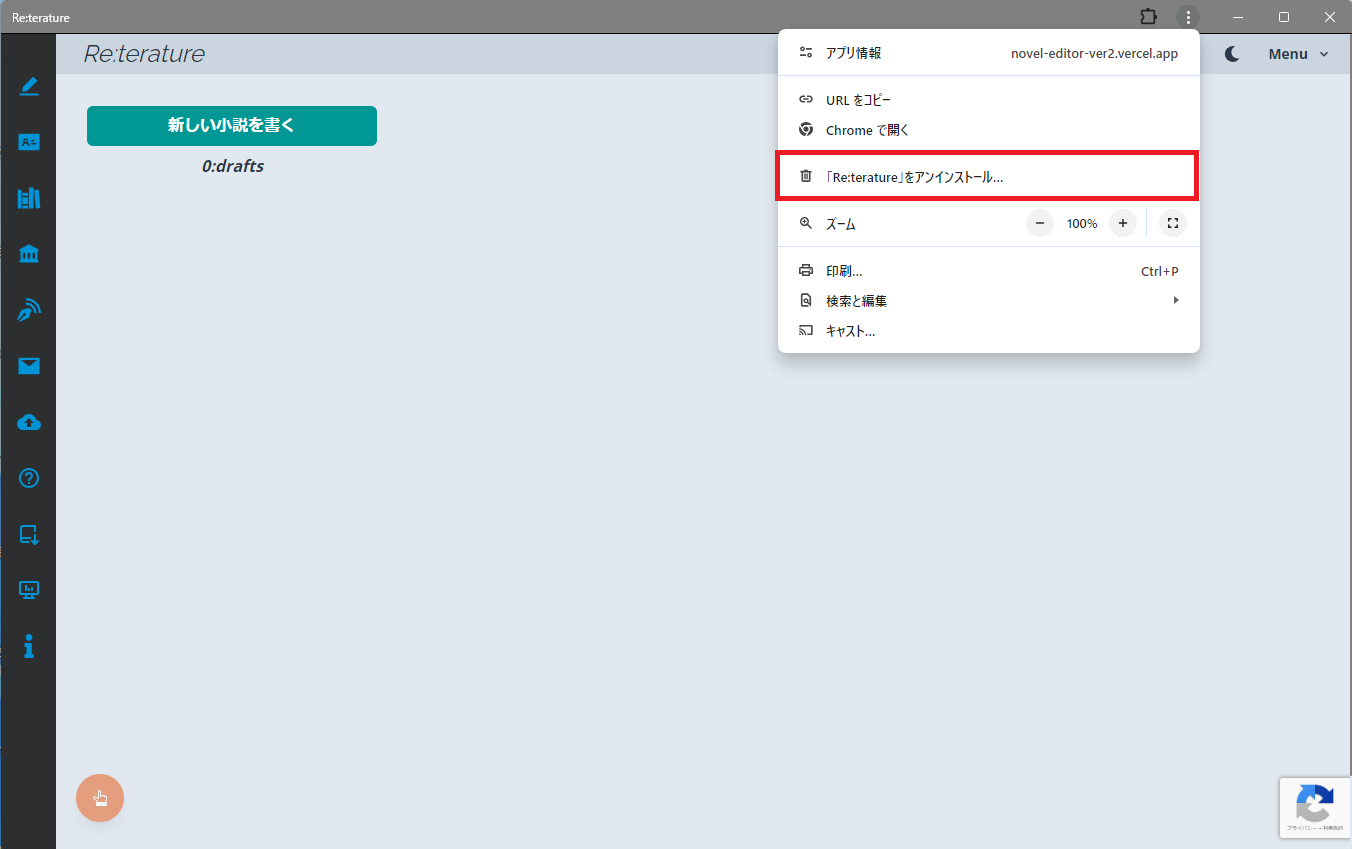 Re:terature
Re:terature
Menu
新しい小説を書く
0:drafts
アプリ情報 novel-editor-ver2.vercel.app
URL をコピー
Chrome で開く
「Re:terature」をアンインストール...
ズーム − 100% +
印刷... Ctrl+P
検索と編集
キャスト...
プライバシー - 利用規約